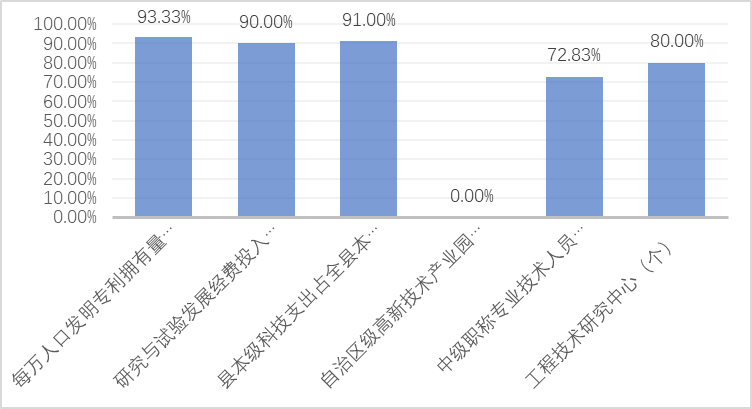 100.00%
90.00%
80.00%
70.00%
60.00%
50.00%
40.00%
30.00%
20.00%
10.00%
0.00%
93.33%
90.00%
91.00%
0.00%
72.83%
80.00%
每万人口发明专利拥有量…
研究与试验发展经费投入…
县本级科技支出占全县本…
自治区级高新技术产业园…
中级职称专业技术人员…
工程技术研究中心（个）